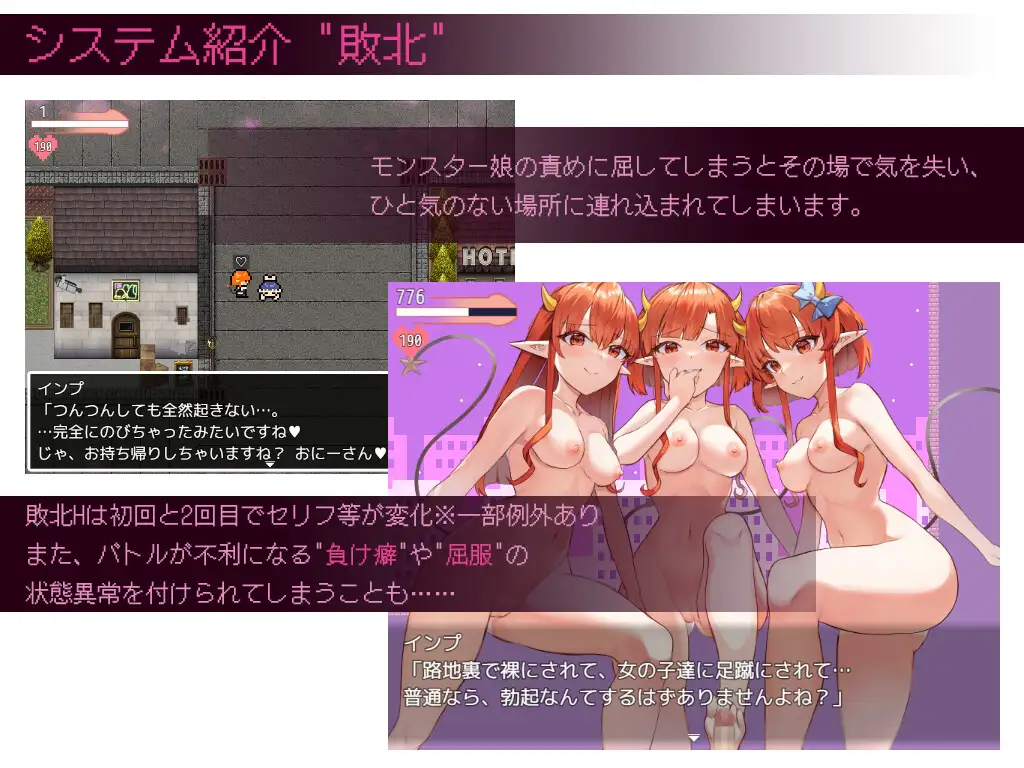 システム紹介 "敗北"
1
190
モンスター娘の責めに屈してしまうとその場で気を失い、
ひと気のない場所に連れ込まれてしまいます。
インプ
「つんつんしても全然起きない…。
…完全にのびちゃったみたいですね♥
じゃ、お持ち帰りしちゃいますね？ おにーさん♥
776
190
敗北Hは初回と2回目でセリフ等が変化※一部例外あり
また、バトルが不利になる"負け癖"や"屈服"の
状態異常を付けられてしまうことも……
インプ
「路地裏で裸にされて、女の子達に足蹴にされて…
普通なら、勃起なんてするはずありませんよね？」